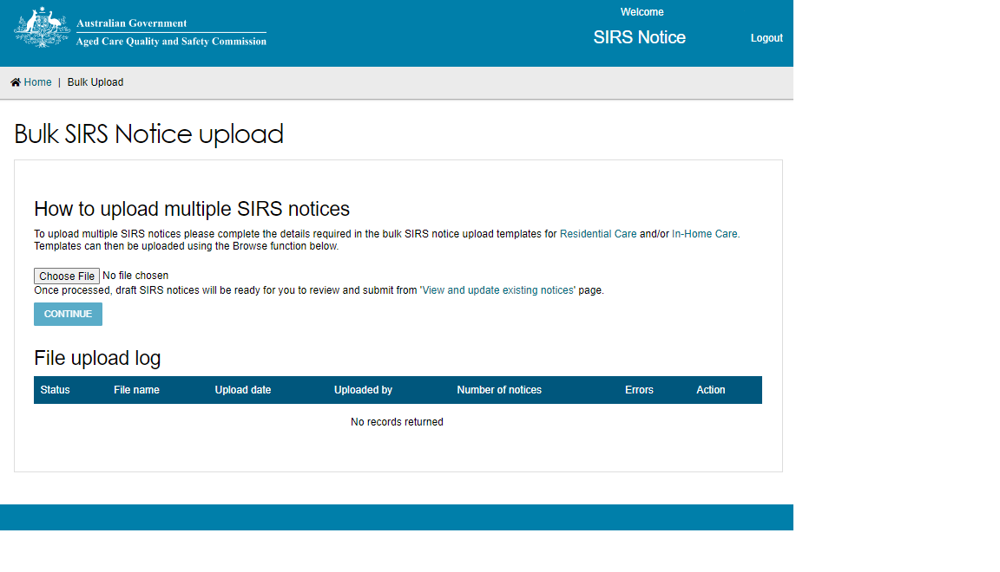 Australian Government
Aged Care Quality and Safety Commission
Welcome
SIRS Notice
Logout
Home | Bulk Upload
Bulk SIRS Notice upload
How to upload multiple SIRS notices
To upload multiple SIRS notices please complete the details required in the bulk SIRS notice upload templates for Residential Care and/or In-Home Care.
Templates can then be uploaded using the Browse function below.
Choose File No file chosen
Once processed, draft SIRS notices will be ready for you to review and submit from 'View and update existing notices' page.
CONTINUE
File upload log
Status File name Upload date Uploaded by Number of notices Errors Action
No records returned